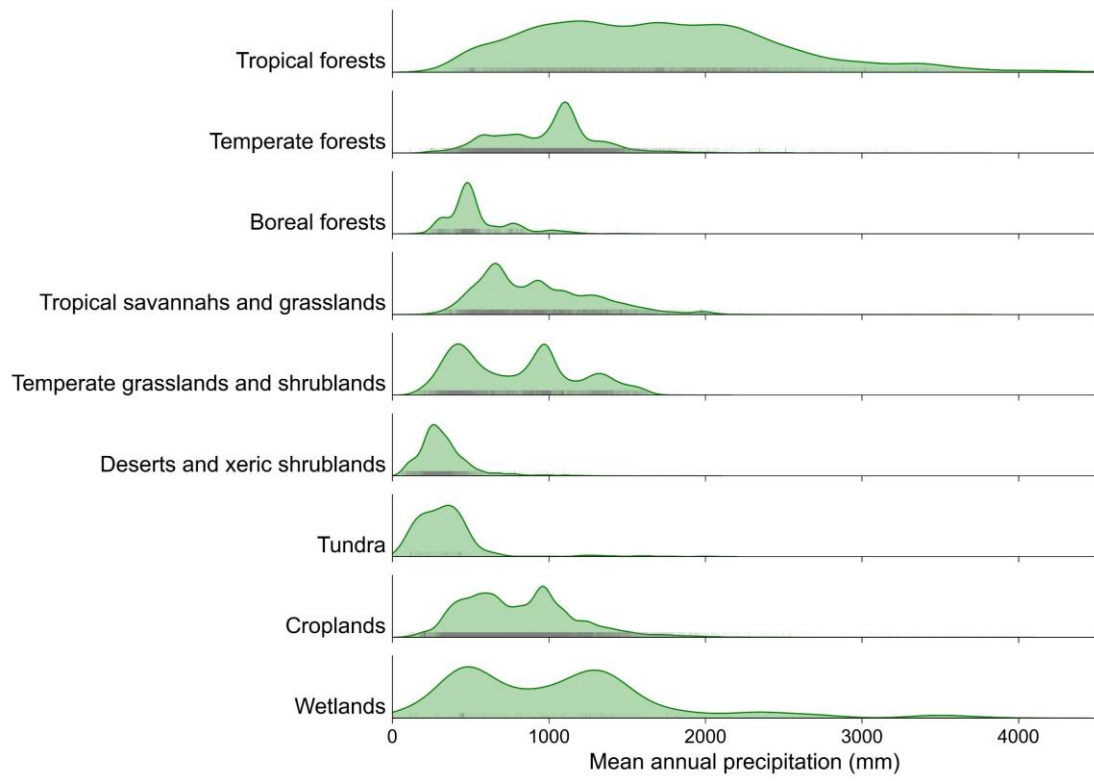 Tropical forests
Temperate forests
Boreal forests
Tropical savannahs and grasslands
Temperate grasslands and shrublands
Deserts and xeric shrublands
Tundra
Croplands
Wetlands
0 1000 2000 3000 4000
Mean annual precipitation (mm)